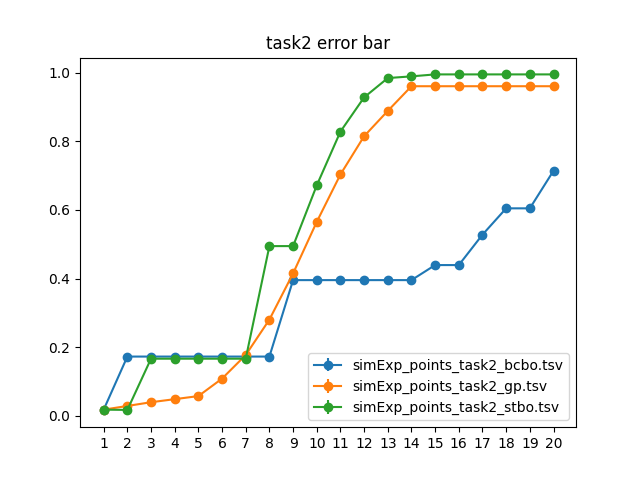 task2 error bar
1.0
0.8
0.6
0.4
0.2
0.0
simExp_points_task2_bcbo.tsv
simExp_points_task2_gp.tsv
simExp_points_task2_stbo.tsv
1 2 3 4 5 6 7 8 9 10 11 12 13 14 15 16 17 18 19 20